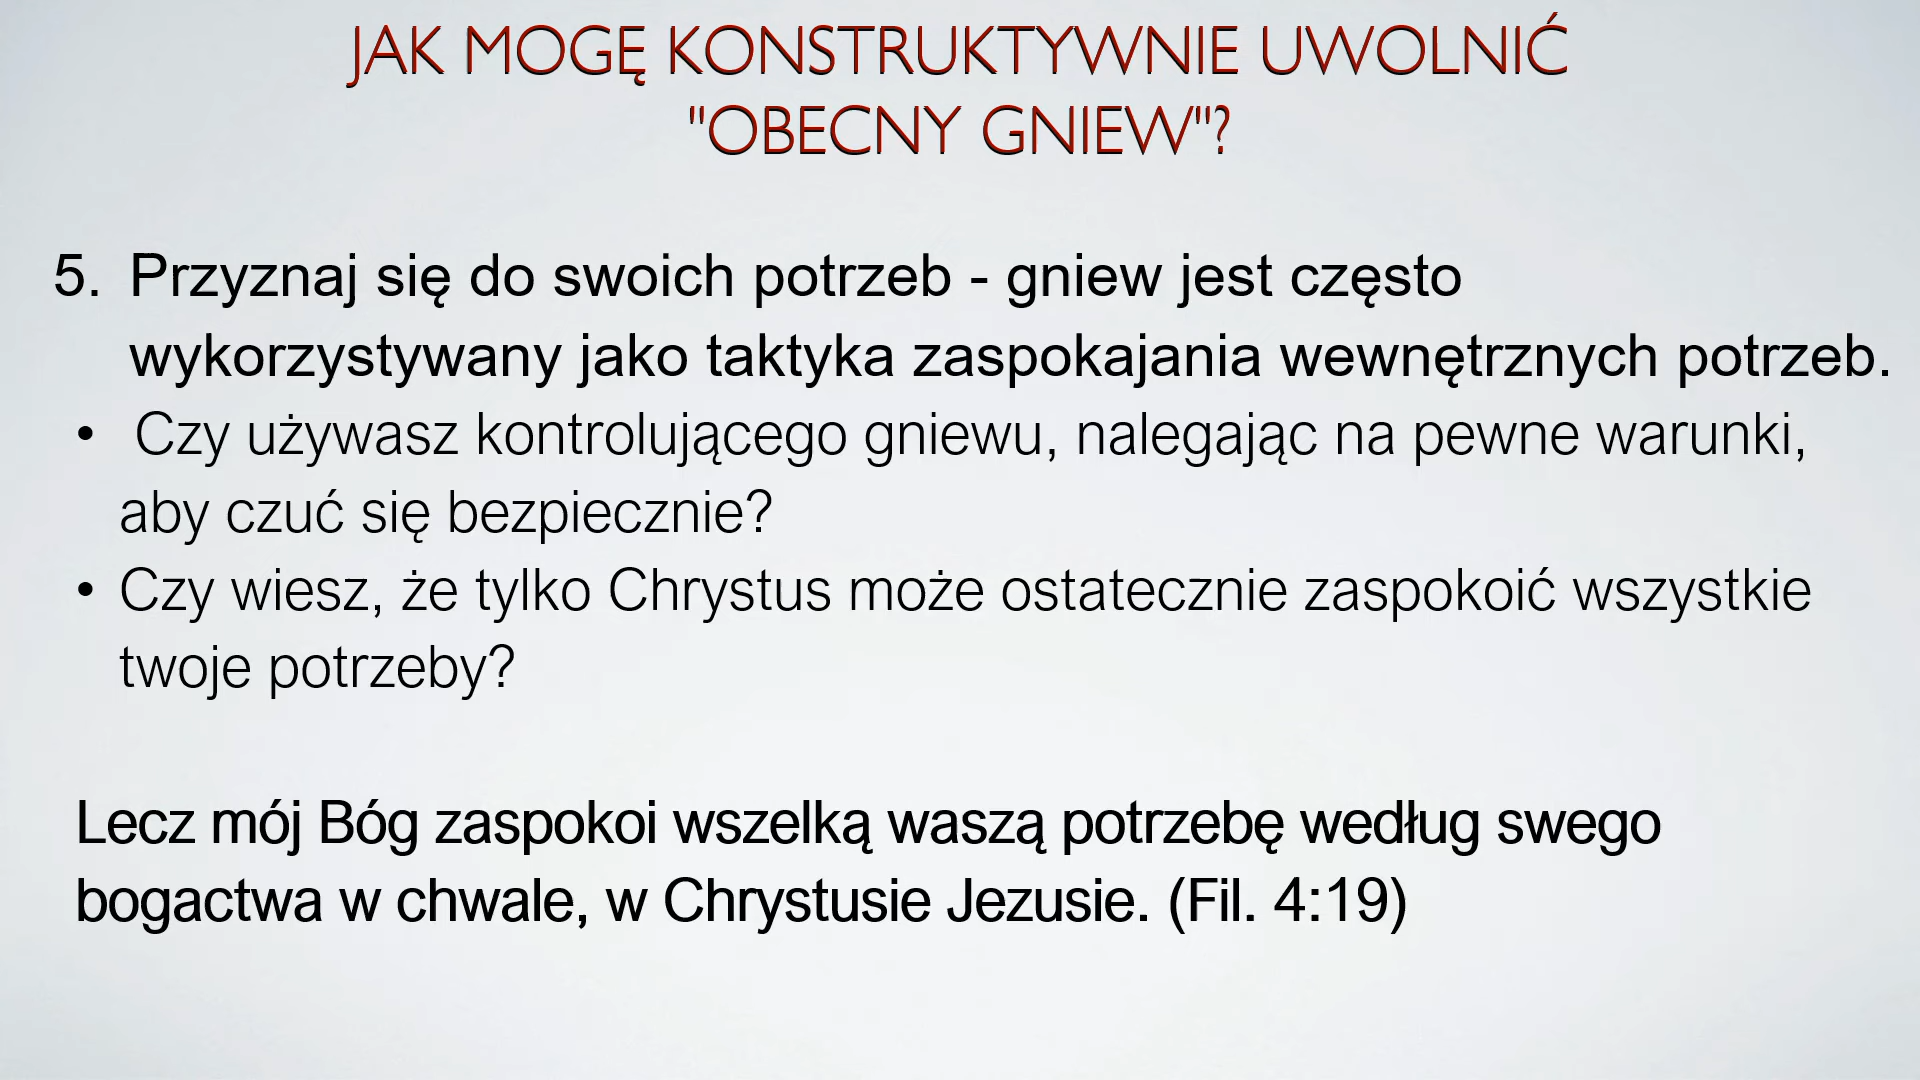 JAK MOGĘ KONSTRUKTYWNIE UWOLNIĆ
"OBECNY GNIEW"?
5. Przyznaj się do swoich potrzeb - gniew jest często
wykorzystywany jako taktyka zaspokajania wewnętrznych potrzeb.
• Czy używasz kontrolującego gniewu, nalegając na pewne warunki,
aby czuć się bezpiecznie?
• Czy wiesz, że tylko Chrystus może ostatecznie zaspokoić wszystkie
twoje potrzeby?
Lecz mój Bóg zaspokoi wszelką waszą potrzebę według swego
bogactwa w chwale, w Chrystusie Jezusie. (Fil. 4:19)